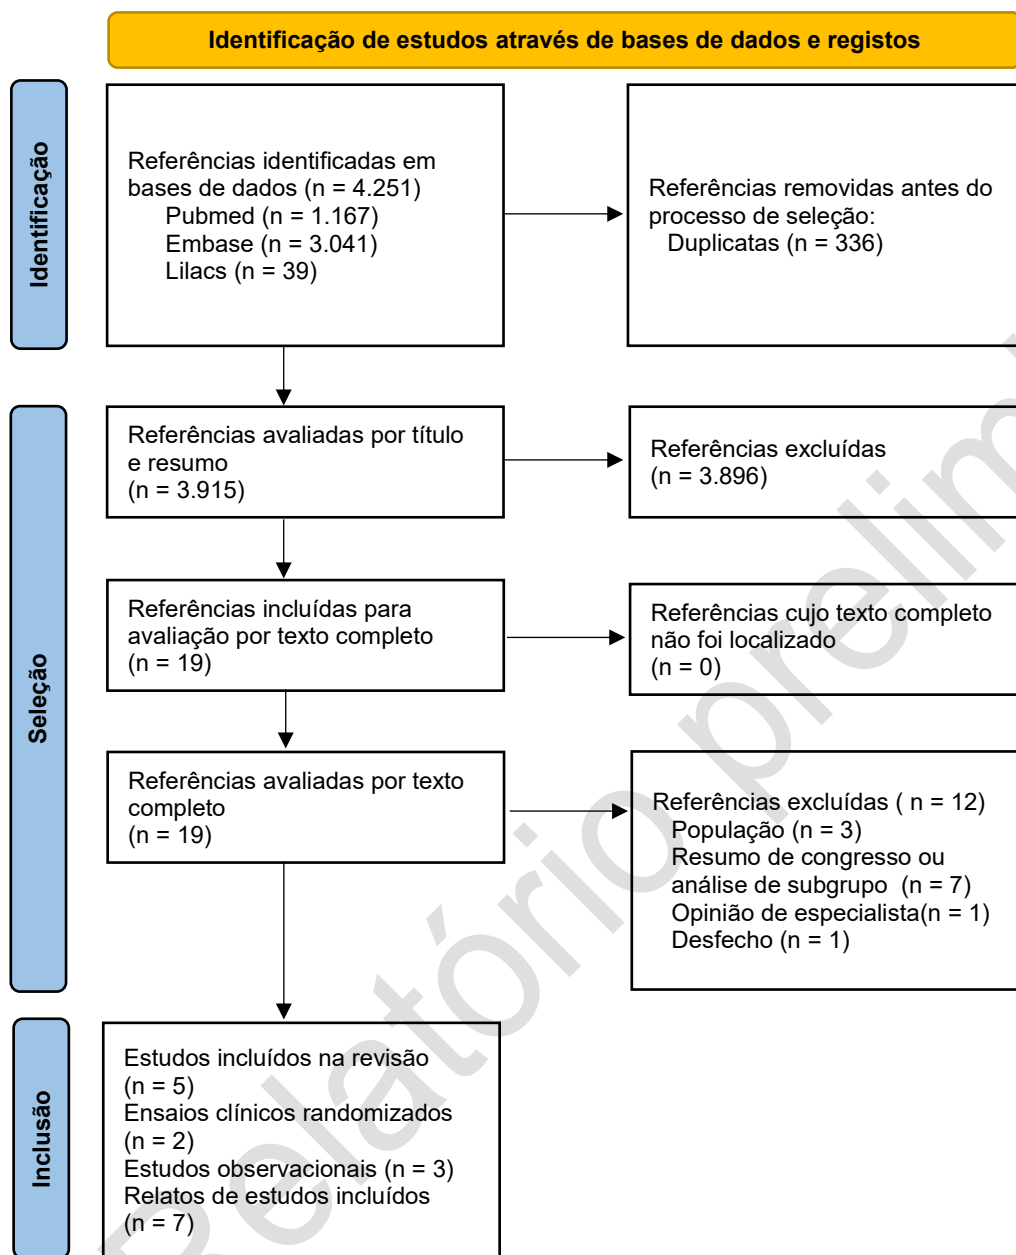 Identificação de estudos através de bases de dados e registos
Identificação
Referências identificadas em
bases de dados (n = 4.251)
Pubmed (n = 1.167)
Embase (n = 3.041)
Lilacs (n = 39)
Referências removidas antes do
processo de seleção:
Duplicatas (n = 336)
Seleção
Referências avaliadas por título
e resumo
(n = 3.915)
Referências excluídas
(n = 3.896)
Referências incluídas para
avaliação por texto completo
(n = 19)
Referências cujo texto completo
não foi localizado
(n = 0)
Referências avaliadas por texto
completo
(n = 19)
Referências excluídas ( n = 12)
População (n = 3)
Resumo de congresso ou
análise de subgrupo (n = 7)
Opinião de especialista(n = 1)
Desfecho (n = 1)
Inclusão
Estudos incluídos na revisão
(n = 5)
Ensaios clínicos randomizados
(n = 2)
Estudos observacionais (n = 3)
Relatos de estudos incluídos
(n = 7)
Relatório prelim